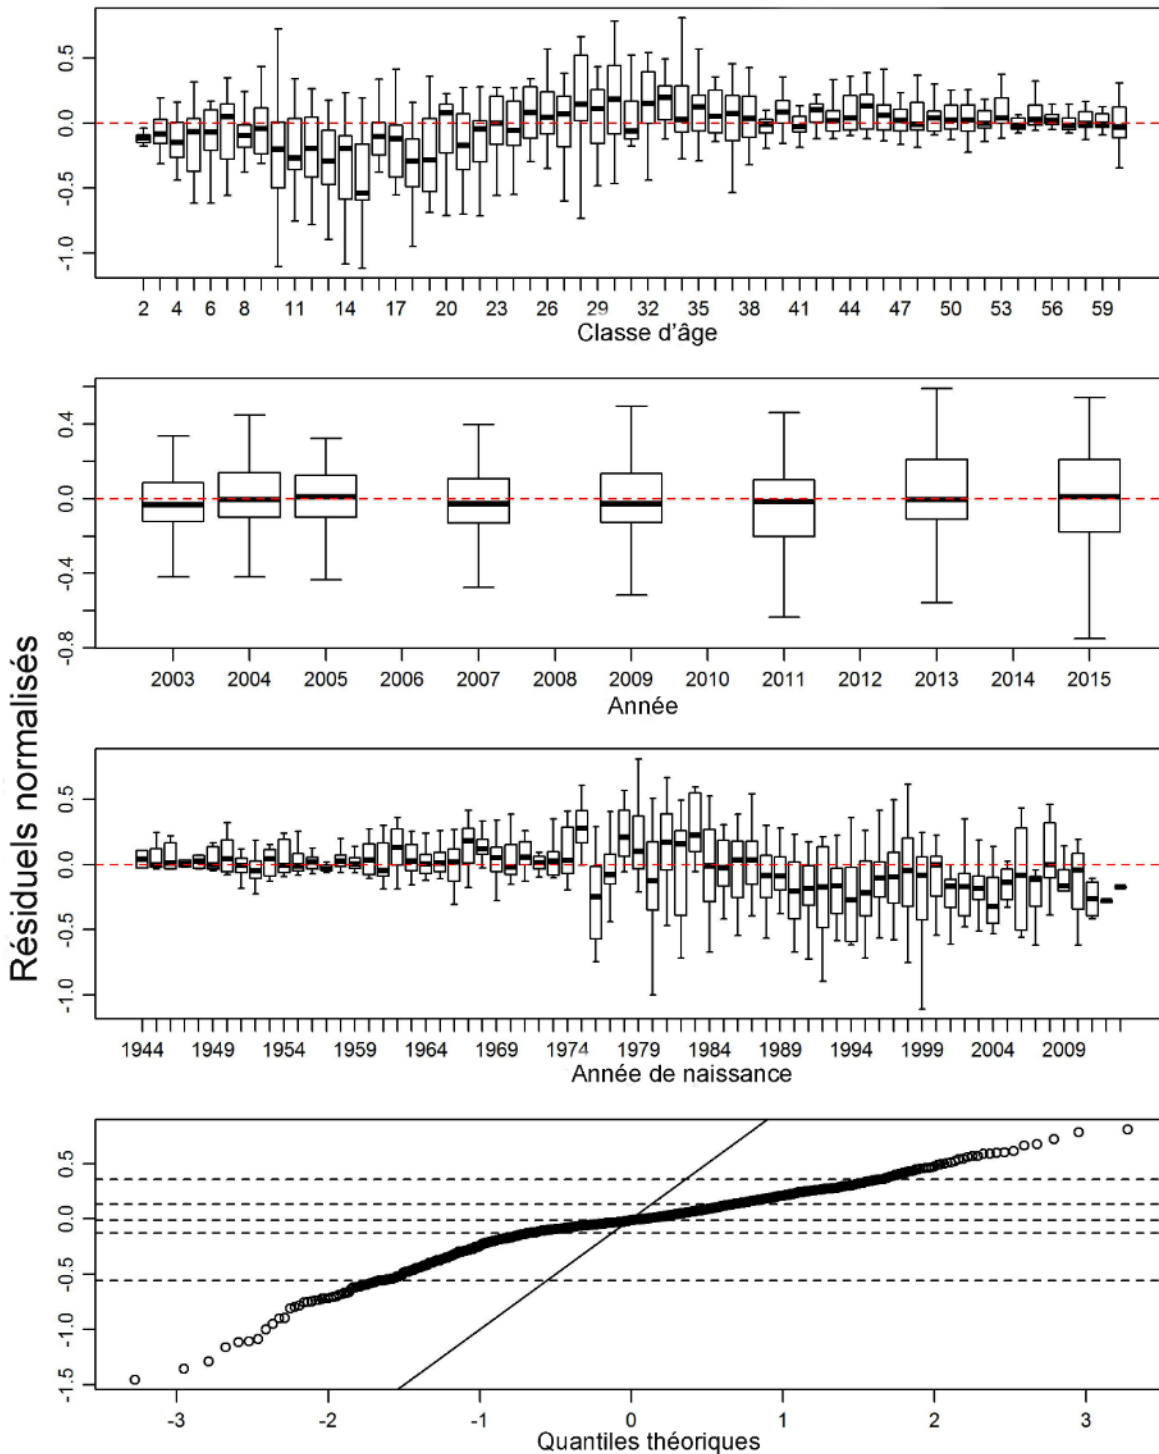 Résiduels normalisés
0.5
0.0
-0.5
-1.0
2 4 6 8 11 14 17 20 23 26 29 32 35 38 41 44 47 50 53 56 59
Classe d’âge
0.4
0.0
-0.4
-0.8
2003 2004 2005 2006 2007 2008 2009 2010 2011 2012 2013 2014 2015
Année
0.5
0.0
-0.5
-1.0
1944 1949 1954 1959 1964 1969 1974 1979 1984 1989 1994 1999 2004 2009
Année de naissance
0.5
0.0
-0.5
-1.0
-1.5
-3 -2 -1 0 1 2 3
Quantiles théoriques